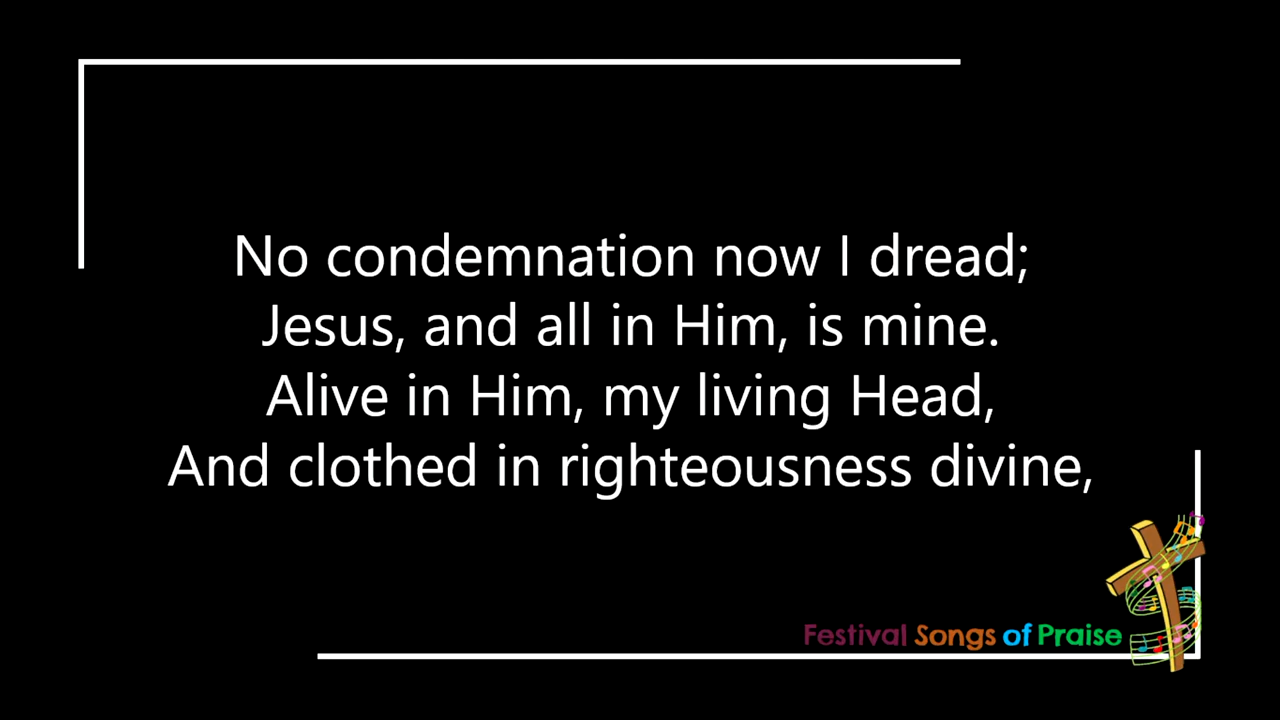 No condemnation now I dread;
Jesus, and all in Him, is mine.
Alive in Him, my living Head,
And clothed in righteousness divine,
Festival Songs of Praise